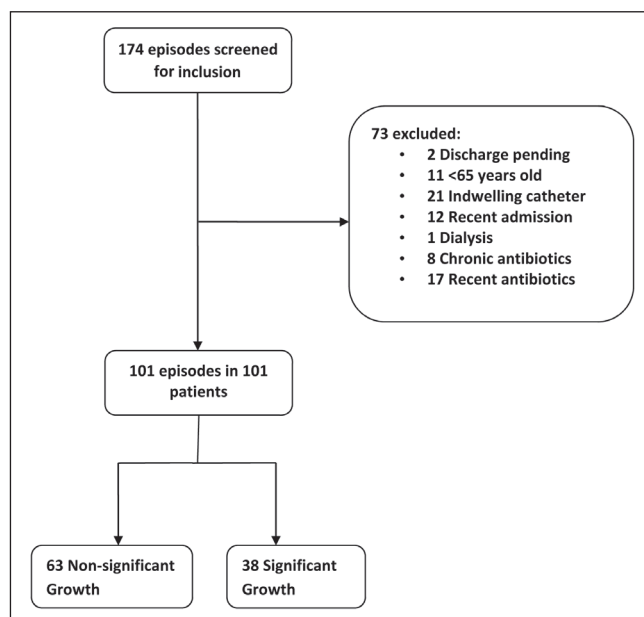 174 episodes screened
for inclusion
73 excluded:
• 2 Discharge pending
• 11 <65 years old
• 21 Indwelling catheter
• 12 Recent admission
• 1 Dialysis
• 8 Chronic antibiotics
• 17 Recent antibiotics
101 episodes in 101
patients
63 Non-significant
Growth
38 Significant
Growth